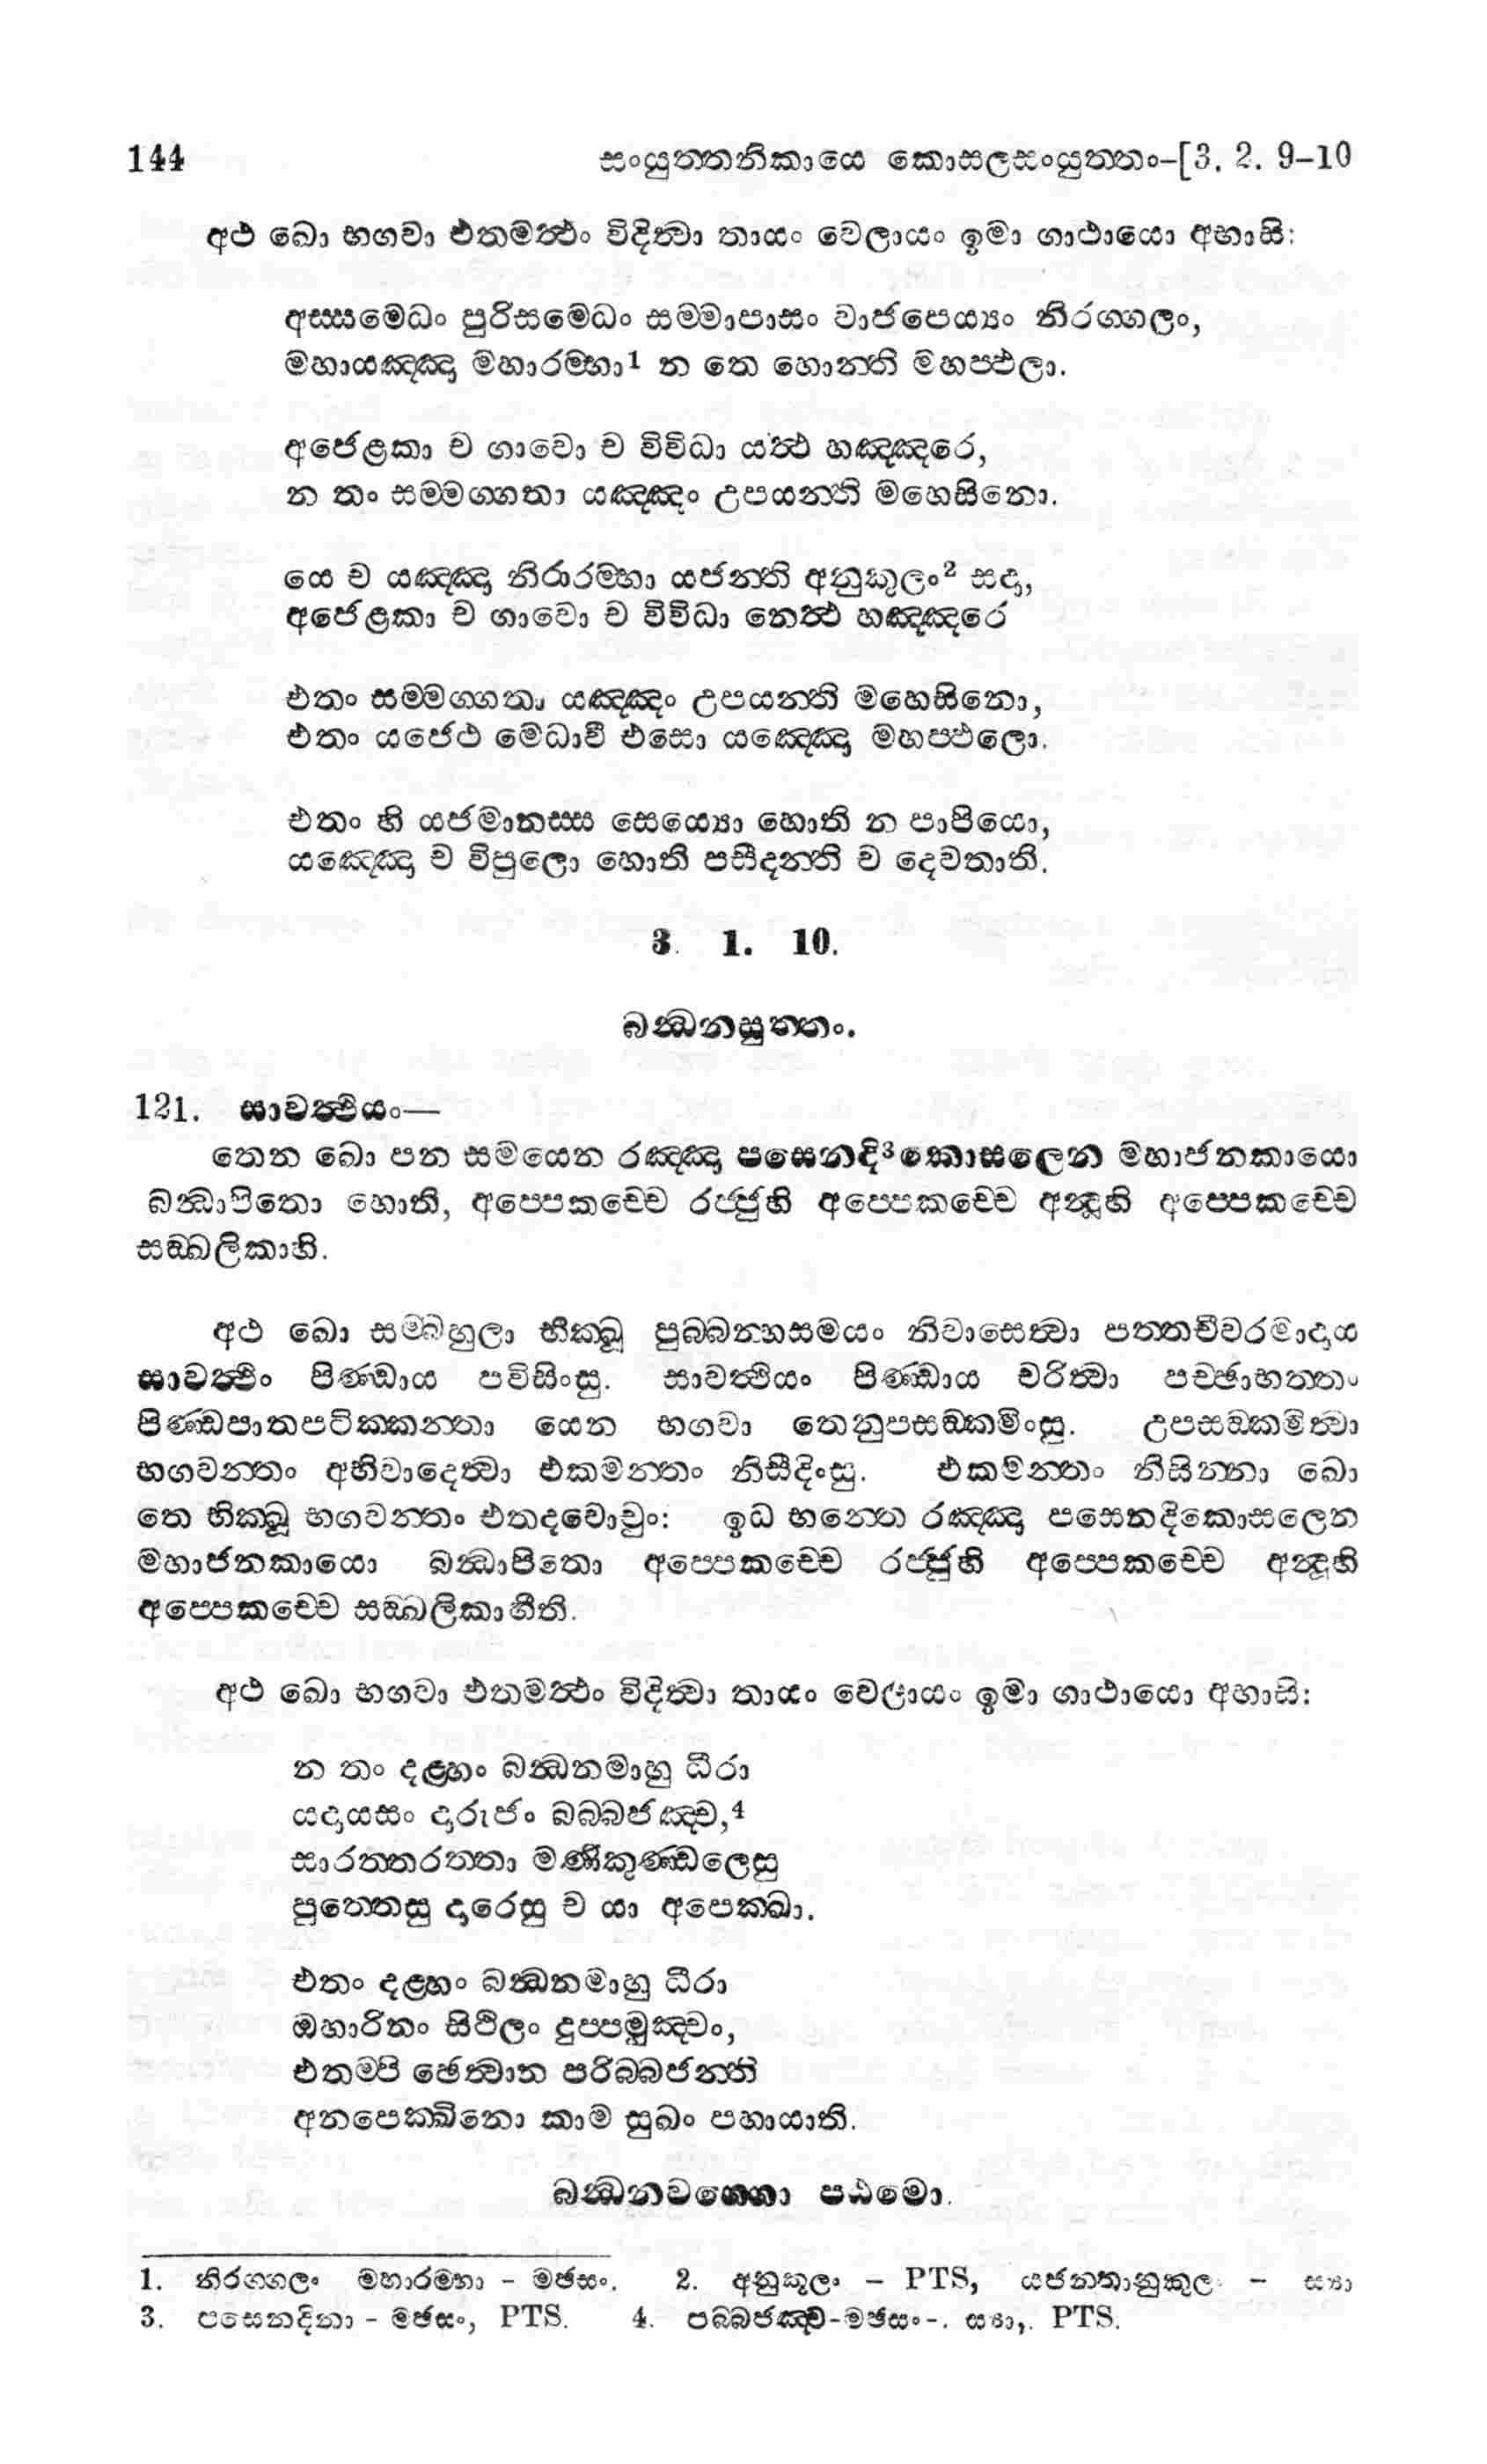 144 සංයුත්තනිකායෙ කොසලසංයුත්තං–[3. 2. 9–10
අථ ඛො භගවා එතමත්ථං විදිත්වා තායං වෙලායං ඉමා ගාථායො අභාසි:
අස්සමෙධං පුරිසමෙධං සම්මාපාසං වාජපෙය්‍යං නිරග්ගලං,
මහායඤ්ඤා මහාරම්භා1 න තෙ හොන්ති මහප්ඵලා.
අජෙළකා ච ගාවො ච විවිධා යත්ථ හඤ්ඤරෙ,
න තං සම්මග්ගතා යඤ්ඤං උපයන්ති මහෙසිනො.
යෙ ච යඤ්ඤා නිරාරම්භා යජන්ති අනුකුලං2 සදා,
අජෙළකා ච ගාවො ච විවිධා නෙත්ථ හඤ්ඤරෙ
එතං සම්මග්ගතා යඤ්ඤං උපයන්ති මහෙසිනො,
එතං යජෙථ මෙධාවී එසො යඤ්ඤො මහප්ඵලො.
එතං හි යජමානස්ස සෙය්‍යො හොති න පාපියො,
යඤ්ඤො ච විපුලො හොති පසීදන්ති ච දෙවතාති.
3. 1. 10.
බන්ධනසුත්තං.
121. සාවත්ථියං—
තෙන ඛො පන සමයෙන රඤ්ඤා පසෙනදි3කොසලෙන මහාජනකායො
බන්ධාපිතො හොති, අප්පෙකච්චෙ රජ්ජුහි අප්පෙකච්චෙ අන්දූහි අප්පෙකච්චෙ
සඞ්ඛලිකාහි.
අථ ඛො සම්බහුලා භික්ඛූ පුබ්බන්හසමයං නිවාසෙත්වා පත්තචීවරමාදාය
සාවත්ථිං පිණ්ඩාය පවිසිංසු. සාවත්ථියං පිණ්ඩාය චරිත්වා පච්ඡාභත්තං
පිණ්ඩපාතපටික්කන්තා යෙන භගවා තෙනුපසඞ්කමිංසු. උපසඞ්කමිත්වා
භගවන්තං අභිවාදෙත්වා එකමන්තං නිසීදිංසු. එකමන්තං නිසින්නා ඛො
තෙ භික්ඛූ භගවන්තං එතදවොචුං: ඉධ භන්තෙ රඤ්ඤා පසෙනදිකොසලෙන
මහාජනකායො බන්ධාපිතො අප්පෙකච්චෙ රජ්ජූහි අප්පෙකච්චෙ අන්දූහි
අප්පෙකච්චෙ සඞ්ඛලිකාහීති.
අථ ඛො භගවා එතමත්ථං විදිත්වා තායං වෙලායං ඉමා ගාථායො අභාසි:
න තං දළ්හං බන්ධනමාහු ධීරා
යදායසං දාරුජං බබ්බජඤ්ච,4
සාරත්තරත්තා මණිකුණ්ඩලෙසු
පුත්තෙසු දාරෙසු ච යා අපෙක්ඛා.
එතං දළ්හං බන්ධනමාහු ධීරා
ඔහාරිනං සිථිලං දුප්පමුඤ්චං,
එතම්පි ඡෙත්වාන පරිබ්බජන්ති
අනපෙක්ඛිනො කාම සුඛං පහායාති.
බන්ධනවග්ගො පඨමො.
1. නිරග්ගලං මහාරම්භා – මඡසං. 2. අනුකූලං – PTS, යජන්තානුකුලං – ස්‍යා
3. පසෙනදිනා – මඡසං, PTS. 4. පබ්බජඤ්ච-මඡසං-. ස්‍යා,. PTS.